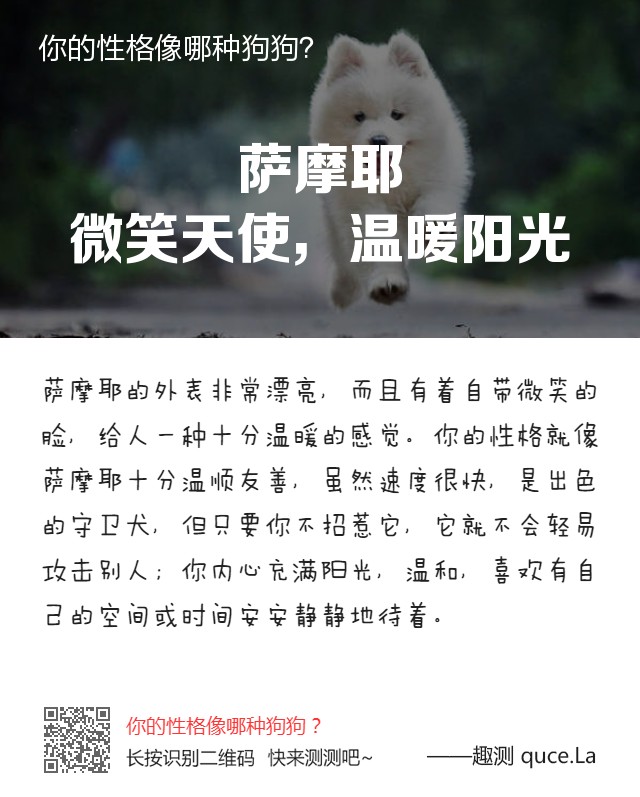 你的性格像哪种狗狗？
萨摩耶
微笑天使，温暖阳光
萨摩耶的外表非常漂亮，而且有着自带微笑的
脸，给人一种十分温暖的感觉。你的性格就像
萨摩耶十分温顺友善，虽然速度很快，是出色
的守卫犬，但只要你不招惹它，它就不会轻易
攻击别人；你内心充满阳光，温和，喜欢有自
己的空间或时间安安静静地待着。
你的性格像哪种狗狗？
长按识别二维码 快来测测吧~
——趣测 quce.La